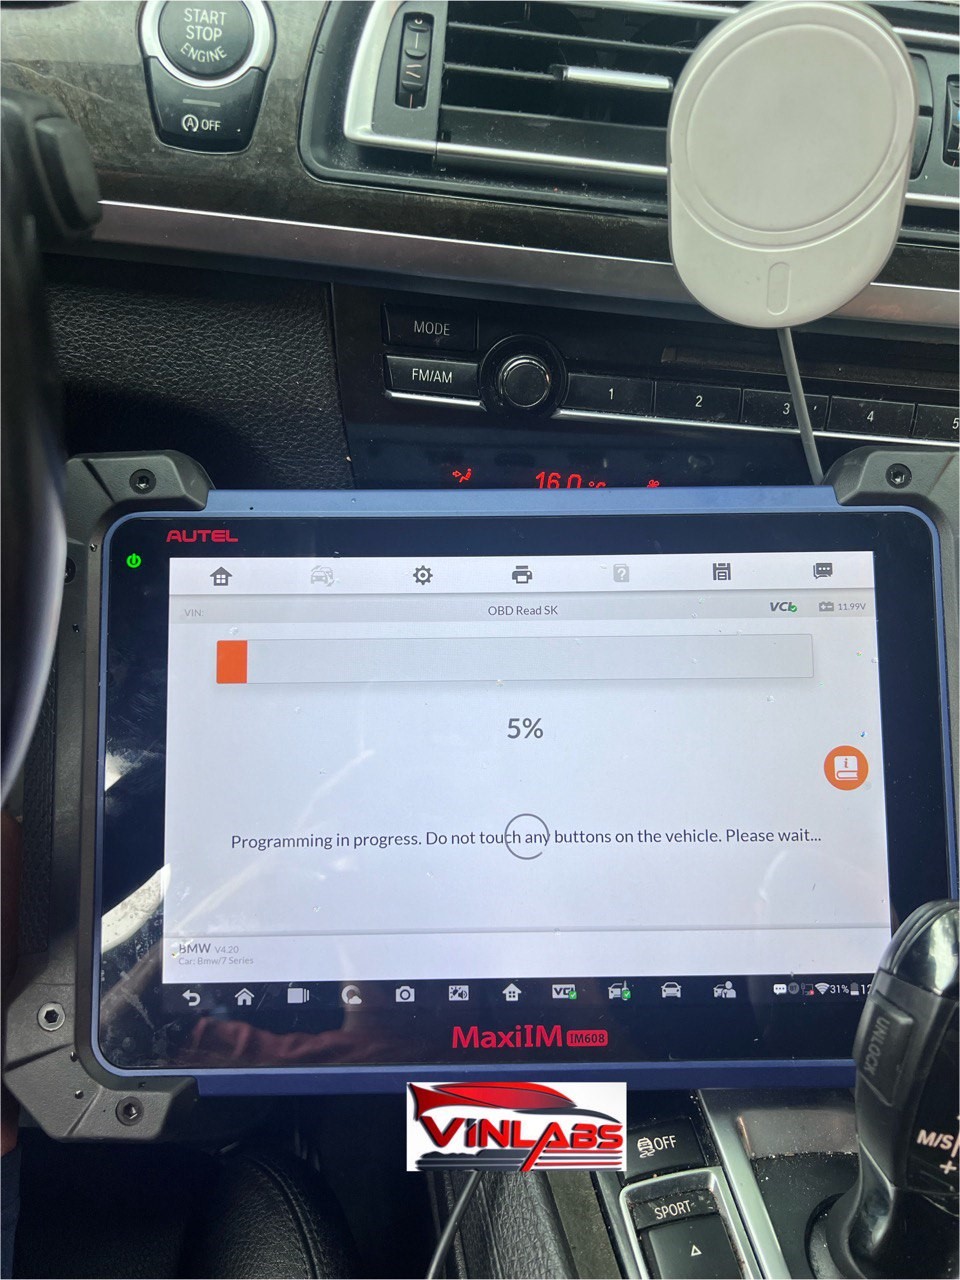 START
STOP
ENGINE
A OFF
MODE
FM/AM
1
2
3
4
5
16.0 °C
AUTEL
VIN:
OBD Read SK
VCI
11.99V
5%
Programming in progress. Do not touch any buttons on the vehicle. Please wait...
BMW V4.20
Car: Bmw/7 Series
VCI
31%
MaxiIM IM608
UNLOCK
VINLABS
OFF
M/S
+
SPORT